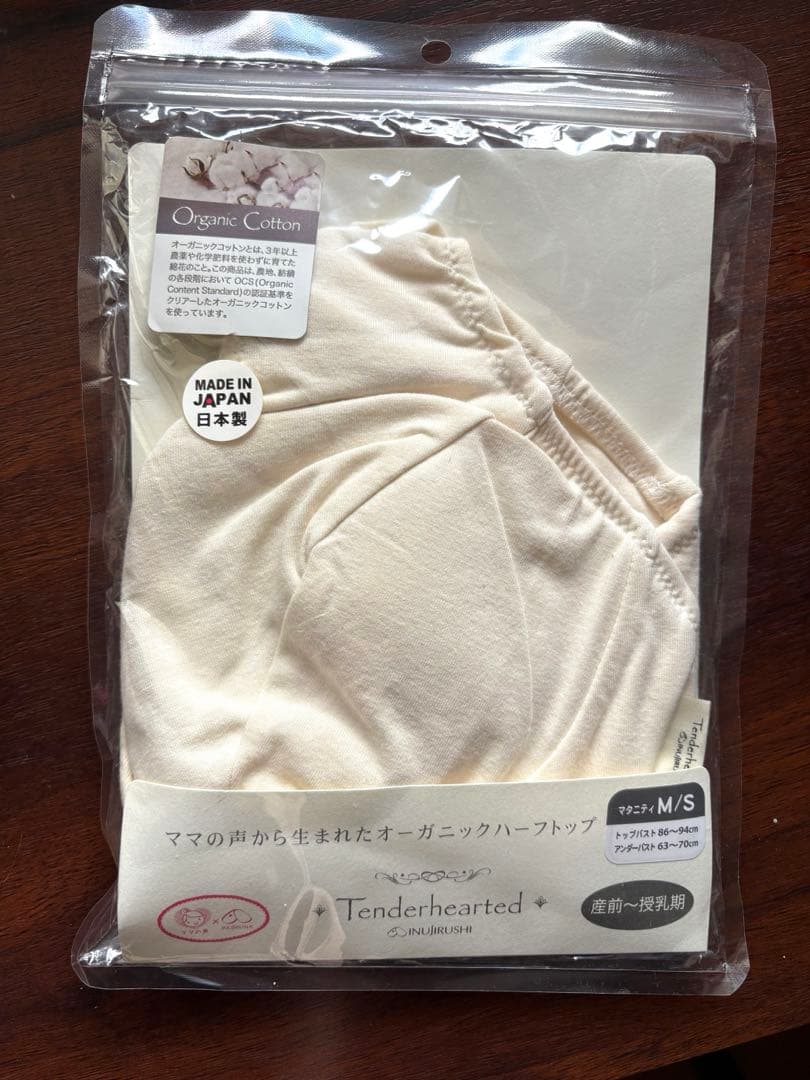 Organic Cotton
オーガニックコットンとは、3年以上
農薬や化学肥料を使わずに育てた
綿花のこと。この商品は、農地、紡績
の各段階において OCS(Organic
Content Standard)の認証基準を
クリアーしたオーガニックコットン
を使っています。
MADE IN
JAPAN
日本製
Tenderhea
INUJIRU
マタニティ M/S
トップバスト 86～94cm
アンダーバスト 63～70cm
ママの声から生まれたオーガニックハーフトップ
Tenderhearted
INUJIRUSHI
産前～授乳期
ママの声 ×